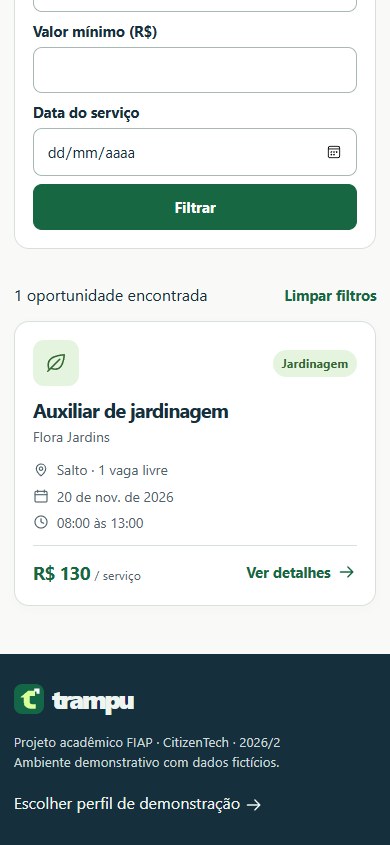 Valor mínimo (R$)
Data do serviço
dd/mm/aaaa
Filtrar
1 oportunidade encontrada
Limpar filtros
Jardinagem
Auxiliar de jardinagem
Flora Jardins
Salto · 1 vaga livre
20 de nov. de 2026
08:00 às 13:00
R$ 130 / serviço
Ver detalhes →
trampu
Projeto acadêmico FIAP · CitizenTech · 2026/2
Ambiente demonstrativo com dados fictícios.
Escolher perfil de demonstração →